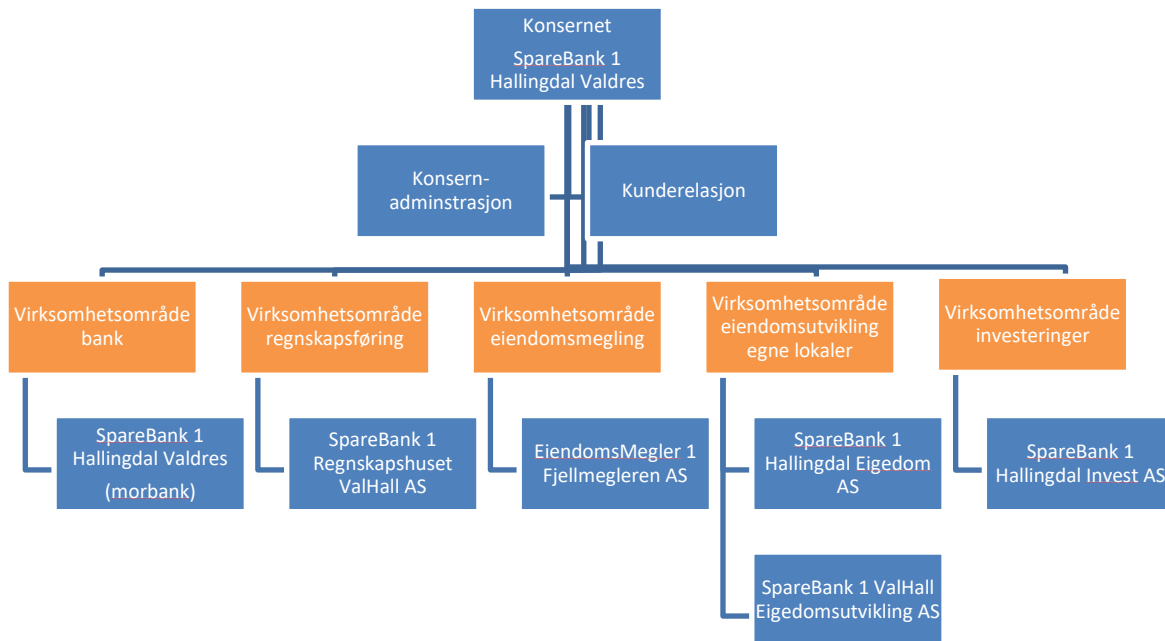 Konsernet
SpareBank 1
Hallingdal Valdres
Konsern-
adminstrasjon
Kunderelasjon
Virksomhetsområde
bank
Virksomhetsområde
regnskapsføring
Virksomhetsområde
eiendomsmegling
Virksomhetsområde
eiendomsutvikling
egne lokaler
Virksomhetsområde
investeringer
SpareBank 1
Hallingdal Valdres
(morbank)
SpareBank 1
Regnskapshuset
ValHall AS
EiendomsMegler 1
Fjellmegleren AS
SpareBank 1
Hallingdal Eigedom
AS
SpareBank 1
Hallingdal Invest AS
SpareBank 1 ValHall
Eigedomsutvikling AS